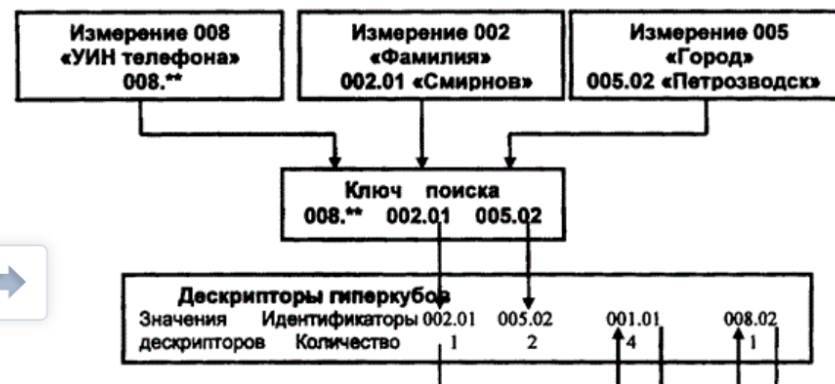 Измерение 008
«УИН телефона»
008.**
Измерение 002
«Фамилия»
002.01 «Смирнов»
Измерение 005
«Город»
005.02 «Петрозводск»
Ключ поиска
008.** 002.01 005.02
Дескрипторы гиперкубов
Значения Идентификаторы 002.01 005.02 001.01 008.02
дескрипторов Количество 1 2 4 1